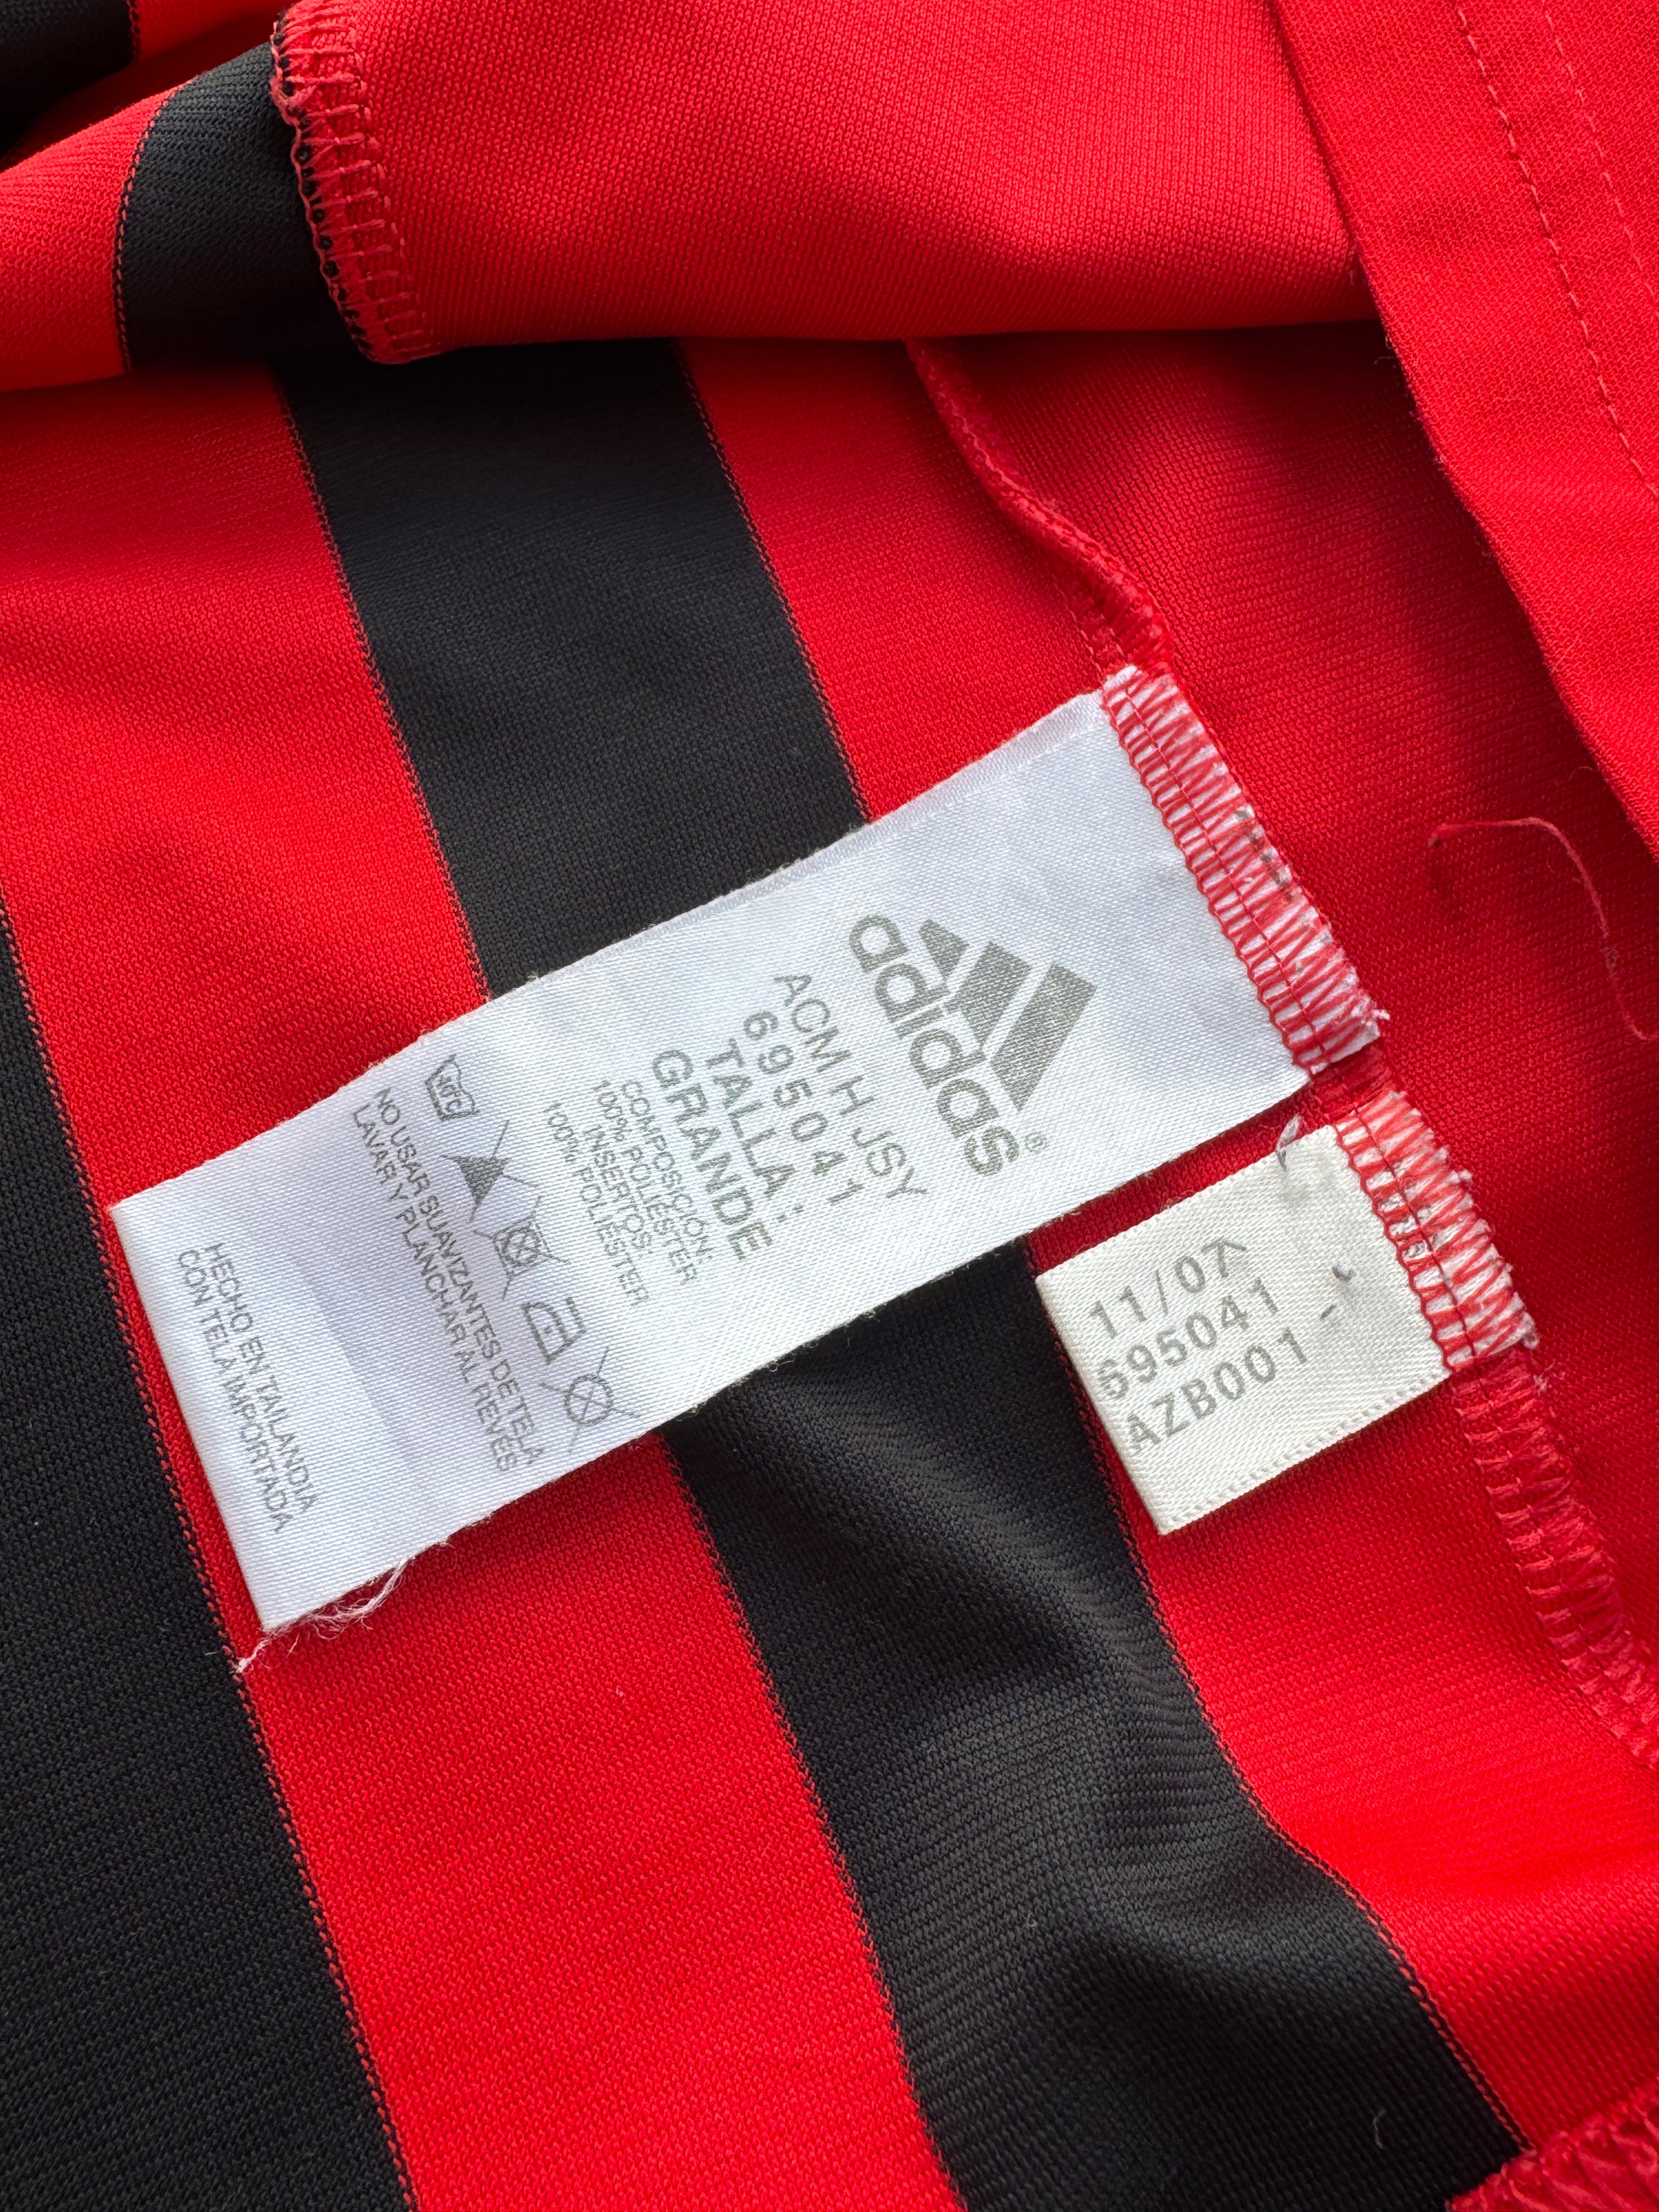 adidas®
ACM H JSY
695041
TALLA:
GRANDE
COMPOSICION:
100% POLIESTER
INSERTOS:
100% POLIESTER
40°C
NO USAR SUAVIZANTES DE TELA
LAVAR Y PLANCHAR AL REVES
HECHO EN TAILANDIA
CON TELA IMPORTADA
11/07
695041
AZB001